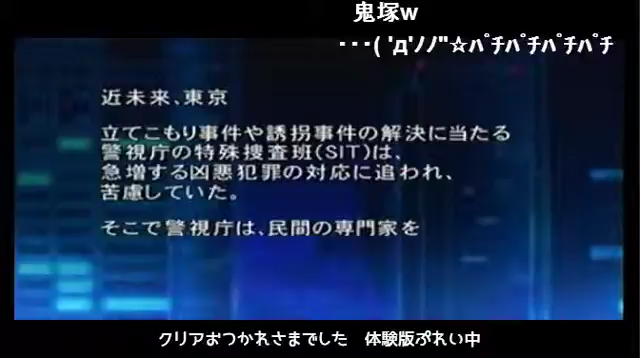 鬼塚w
･･･( 'д'ﾉﾉ"☆ﾊﾟﾁﾊﾟﾁﾊﾟﾁﾊﾟﾁ
近未来、東京
立てこもり事件や誘拐事件の解決に当たる
警視庁の特殊捜査班(SIT)は、
急増する凶悪犯罪の対応に追われ、
苦慮していた。
そこで警視庁は、民間の専門家を
クリアおつかれさまでした　体験版ぷれい中